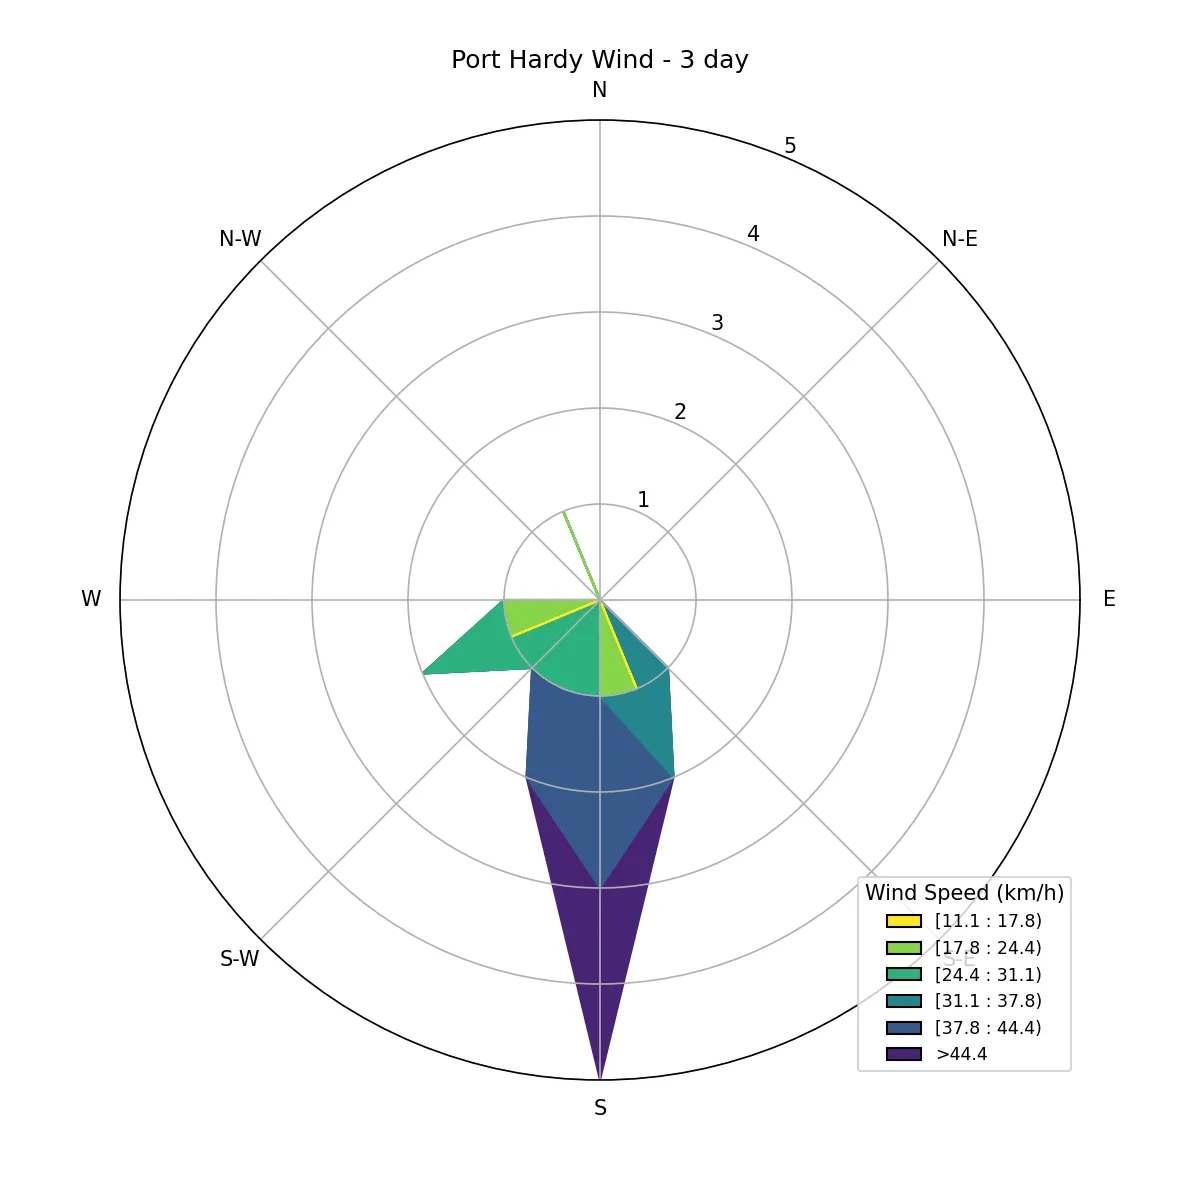 Port Hardy Wind - 3 day
N
5
N-W
N-E
4
3
2
1
W
E
Wind Speed (km/h)
[11.1 : 17.8)
[17.8 : 24.4)
S-W
S-E
[24.4 : 31.1)
[31.1 : 37.8)
[37.8 : 44.4)
>44.4
S